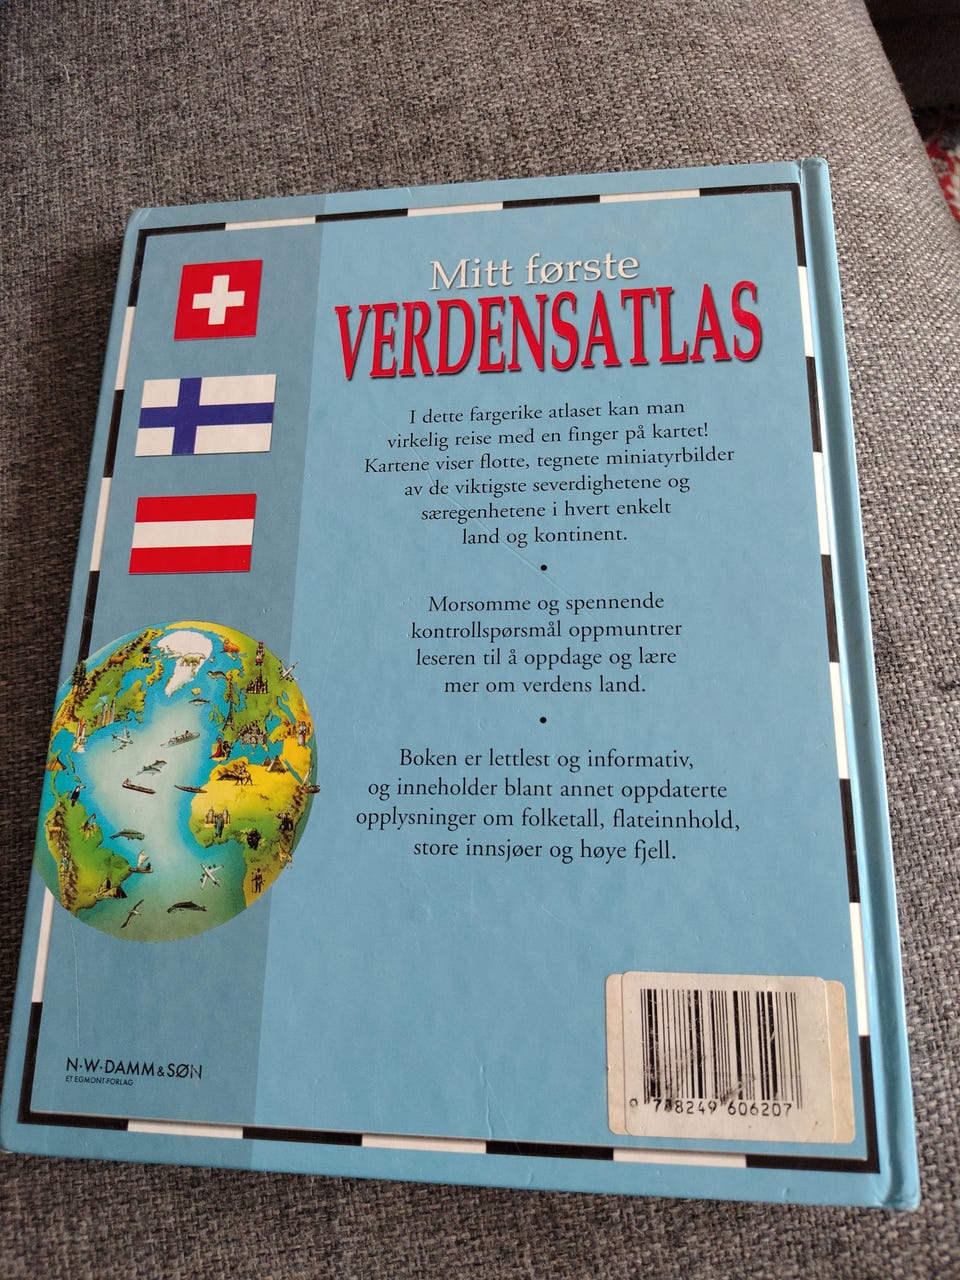 Mitt første
VERDENSATLAS
I dette fargerike atlaset kan man
virkelig reise med en finger på kartet!
Kartene viser flotte, tegnete miniatyrbilder
av de viktigste severdighetene og
særegenhetene i hvert enkelt
land og kontinent.
•
Morsomme og spennende
kontrollspørsmål oppmuntrer
leseren til å oppdage og lære
mer om verdens land.
•
Boken er lettlest og informativ,
og inneholder blant annet oppdaterte
opplysninger om folketall, flateinnhold,
store innsjøer og høye fjell.
N·W·DAMM & SØN
ET EGMONT-FORLAG
606207